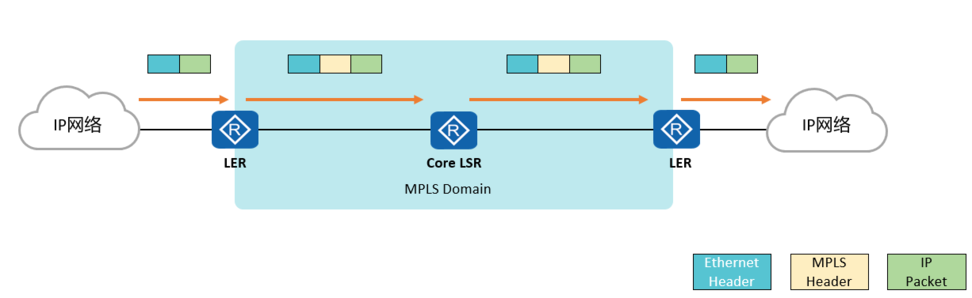 IP网络
IP网络
R
R
R
LER
Core LSR
LER
MPLS Domain
Ethernet
Header
MPLS
Header
IP
Packet